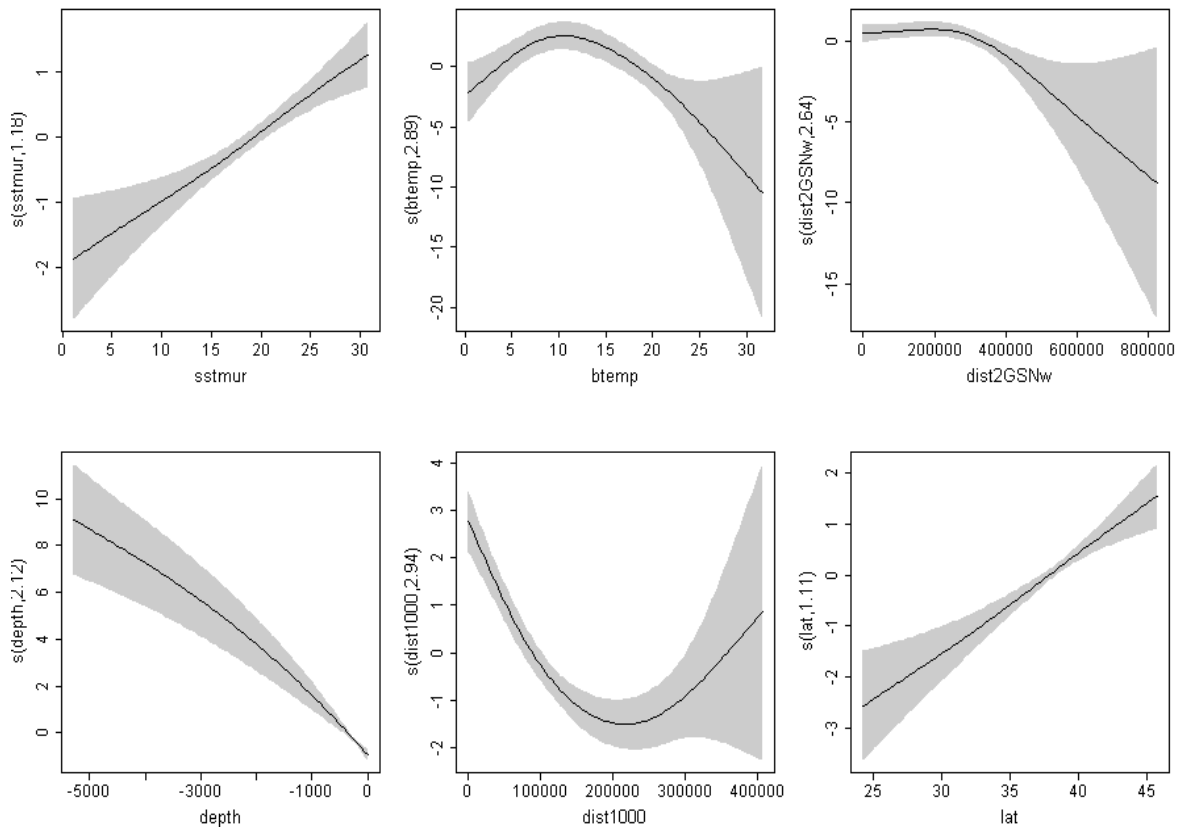 s(sstmur,1.18)
1
0
-1
-2
0 5 10 15 20 25 30
sstmur
s(btemp,2.89)
0
-5
-10
-15
-20
0 5 10 15 20 25 30
btemp
s(dist2GSNw,2.64)
0
-5
-10
-15
0 200000 400000 600000 800000
dist2GSNw
s(depth,2.12)
10
8
6
4
2
0
-5000 -3000 -1000 0
depth
s(dist1000,2.94)
4
3
2
1
0
-1
-2
0 100000 200000 300000 400000
dist1000
s(lat,1.11)
2
1
0
-1
-2
-3
25 30 35 40 45
lat